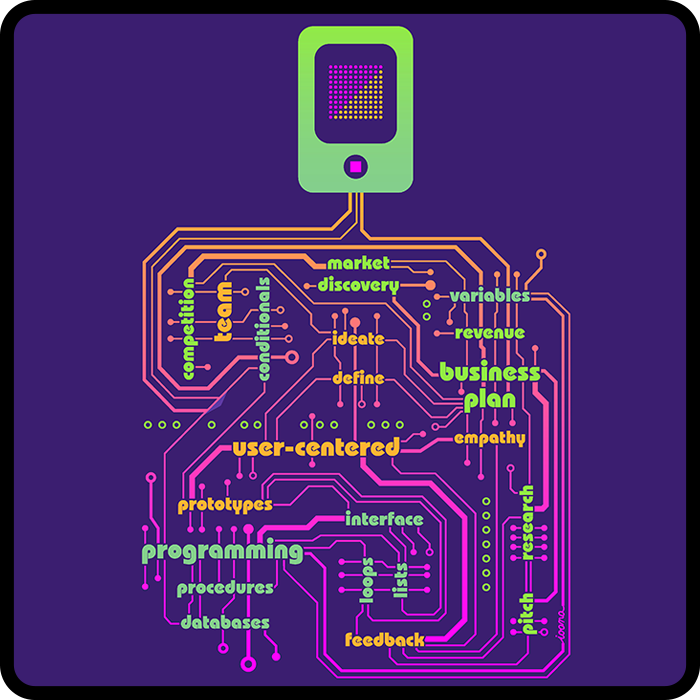 market
discovery
variables
competition
team
conditionals
ideate
revenue
define
business
plan
user-centered
empathy
prototypes
interface
research
programming
loops
lists
procedures
databases
pitch
feedback
ioana